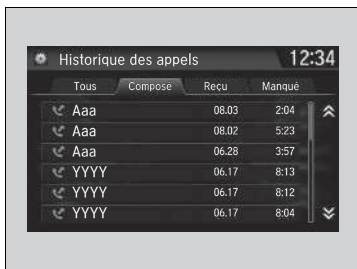 Historique des appels 12:34
Tous Composé Reçu Manqué
Aaa 08.03 2:04
Aaa 08.02 5:23
Aaa 06.28 3:57
YYYY 06.17 8:13
YYYY 06.17 8:12
YYYY 06.17 8:04